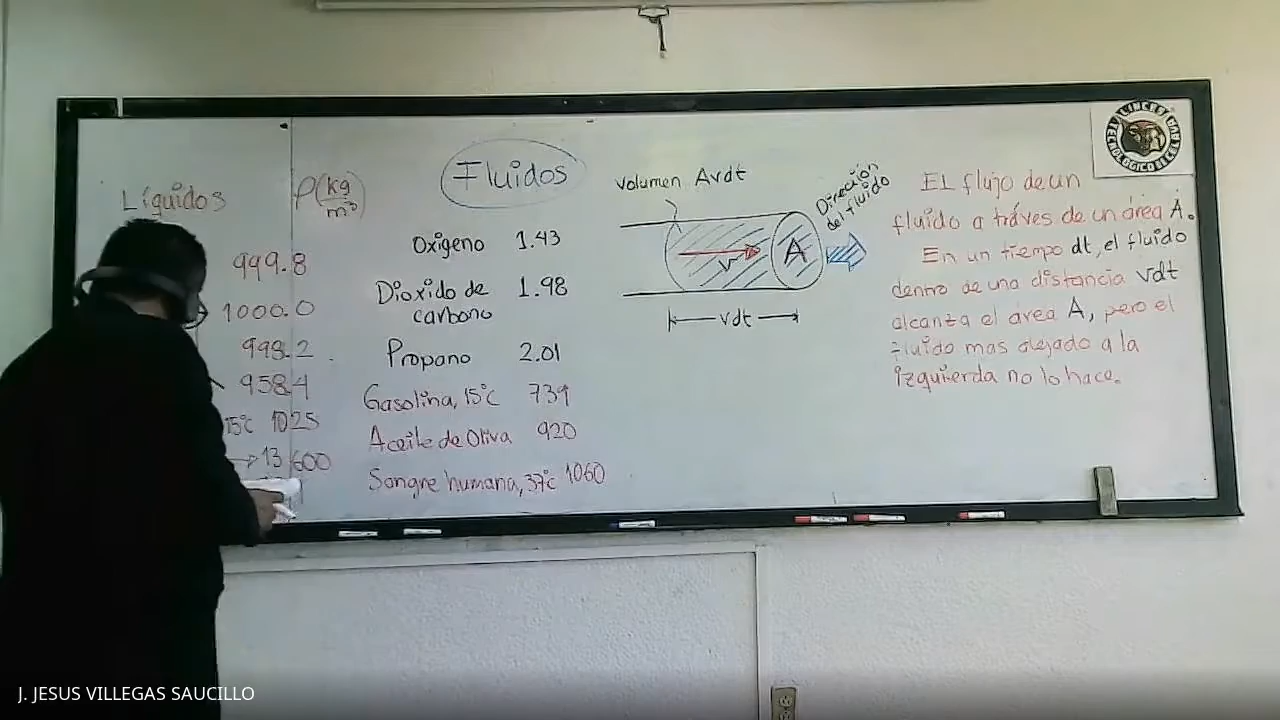 Líquidos
ρ(kg/m³)
999.8
1000.0
998.2
958.4
15°C 1025
→ 13 600
Fluidos
Oxigeno 1.43
Dioxido de 1.98
carbono
Propano 2.01
Gasolina, 15°C 739
Aceite de Oliva 920
Sangre humana, 37°C 1060
Volumen Avdt
Dirección
del fluido
v
A
vdt
EL flujo de un
fluido a tráves de un área A.
En un tiempo dt, el fluido
dentro de una distancia vdt
alcanza el área A, pero el
fluido mas alejado a la
izquierda no lo hace.
LINCES
TECNOLÓGICO
J. JESUS VILLEGAS SAUCILLO